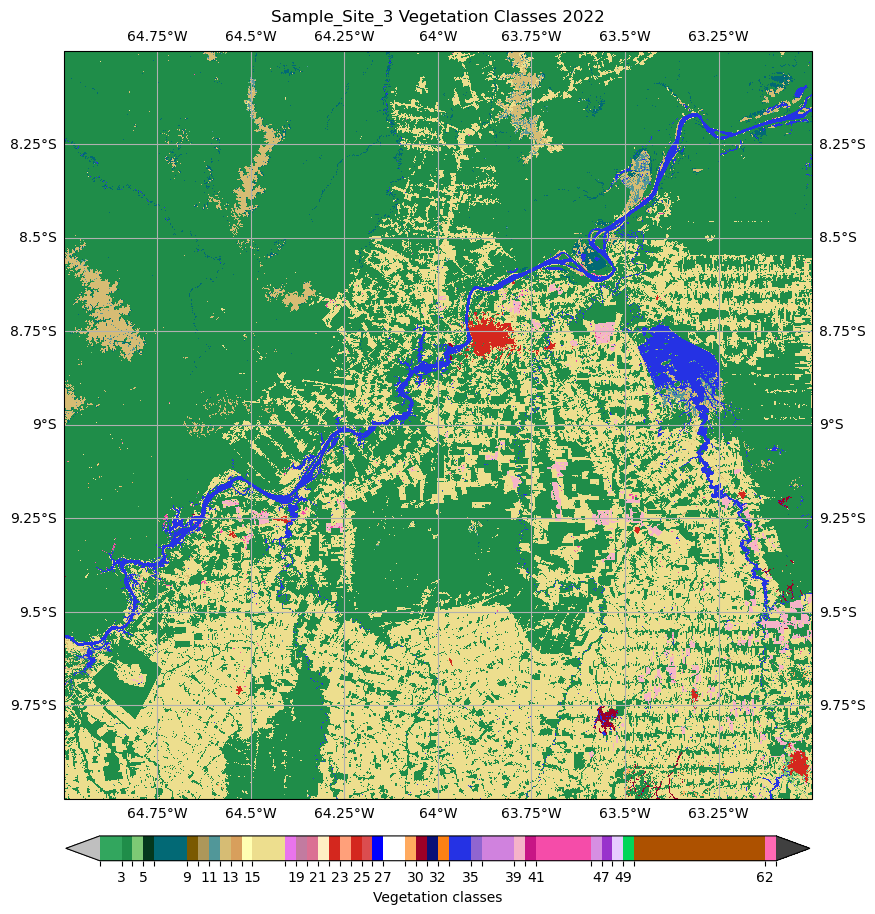 Sample_Site_3 Vegetation Classes 2022
64.75°W 64.5°W 64.25°W 64°W 63.75°W 63.5°W 63.25°W
8.25°S 8.25°S
8.5°S 8.5°S
8.75°S 8.75°S
9°S 9°S
9.25°S 9.25°S
9.5°S 9.5°S
9.75°S 9.75°S
64.75°W 64.5°W 64.25°W 64°W 63.75°W 63.5°W 63.25°W
3 5 9 11 13 15 19 21 23 25 27 30 32 35 39 41 47 49 62
Vegetation classes